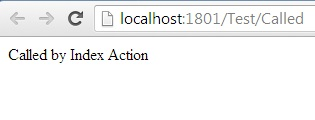 localhost:1801/Test/Called
Called by Index Action